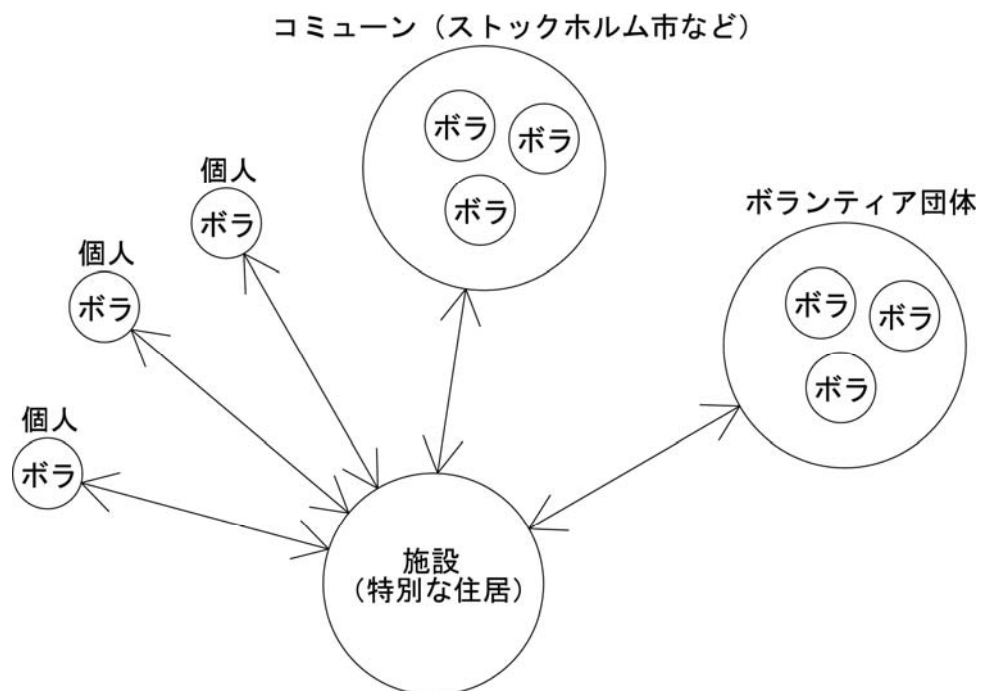 コミューン（ストックホルム市など）
ボラ
ボラ
ボラ
個人
ボラ
個人
ボラ
個人
ボラ
ボランティア団体
ボラ
ボラ
ボラ
施設
（特別な住居）